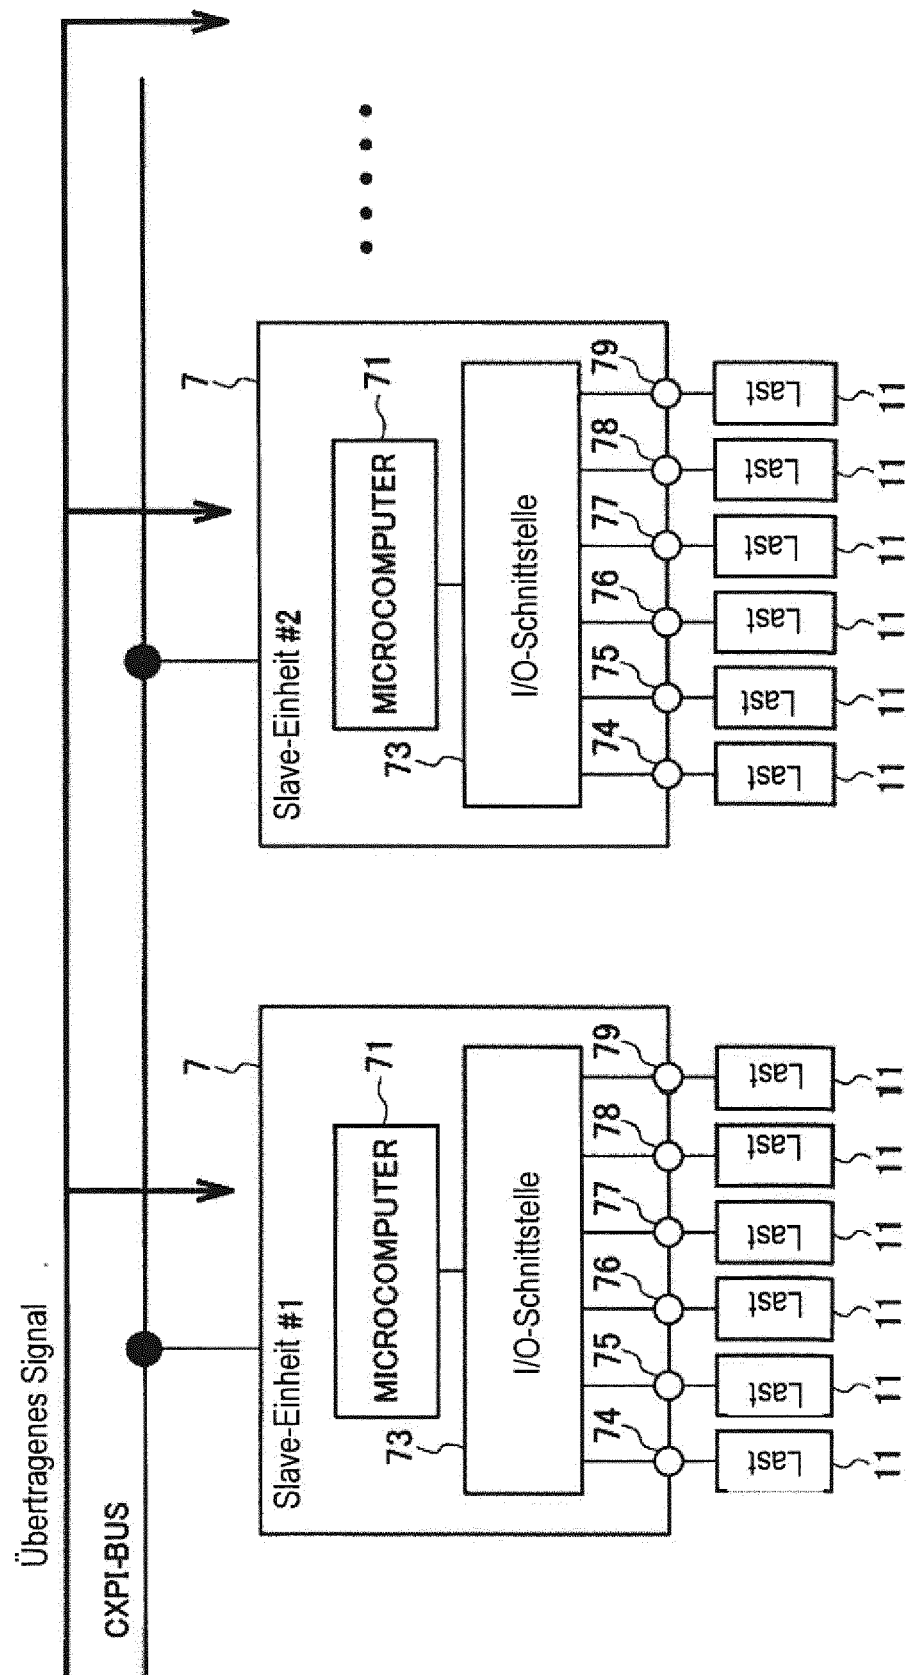 Übertragenes Signal
CXPI-BUS
Slave-Einheit #1
7
MICROCOMPUTER
71
73
I/O-Schnittstelle
74
75
76
77
78
79
Last
Last
Last
Last
Last
Last
11
11
11
11
11
11
Slave-Einheit #2
7
MICROCOMPUTER
71
73
I/O-Schnittstelle
74
75
76
77
78
79
Last
Last
Last
Last
Last
Last
11
11
11
11
11
11